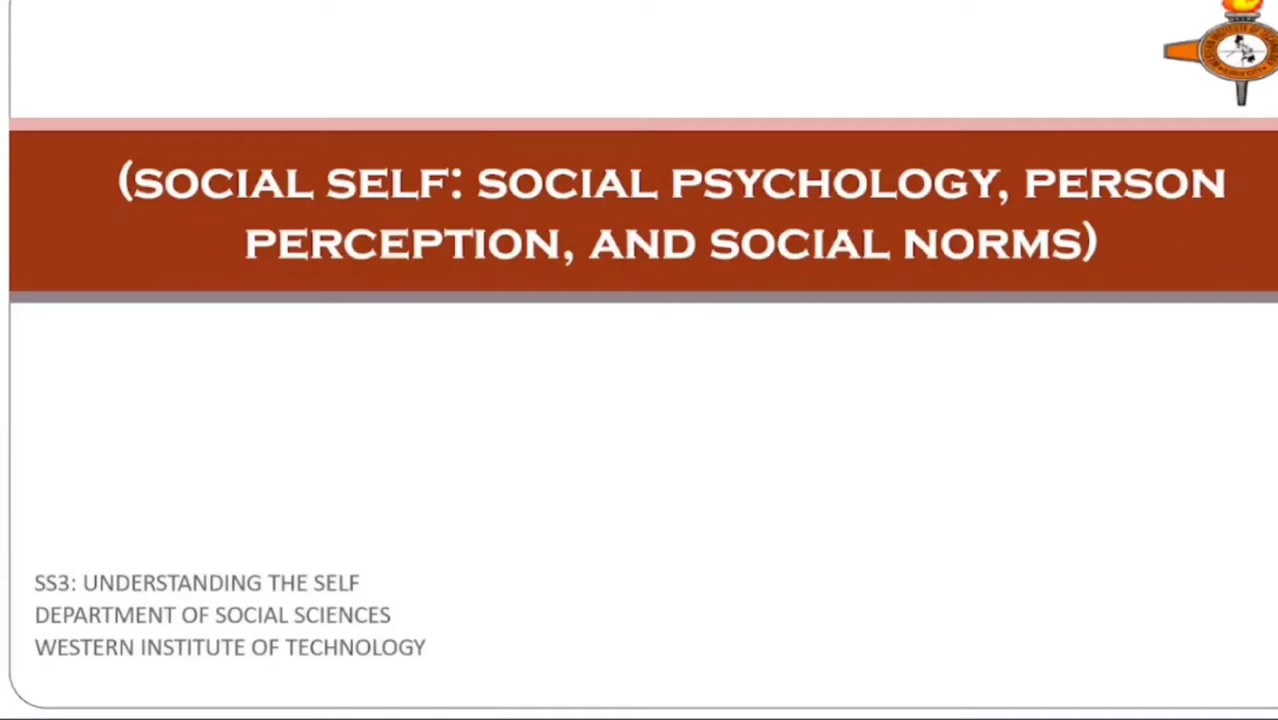 (SOCIAL SELF: SOCIAL PSYCHOLOGY, PERSON
PERCEPTION, AND SOCIAL NORMS)
SS3: UNDERSTANDING THE SELF
DEPARTMENT OF SOCIAL SCIENCES
WESTERN INSTITUTE OF TECHNOLOGY